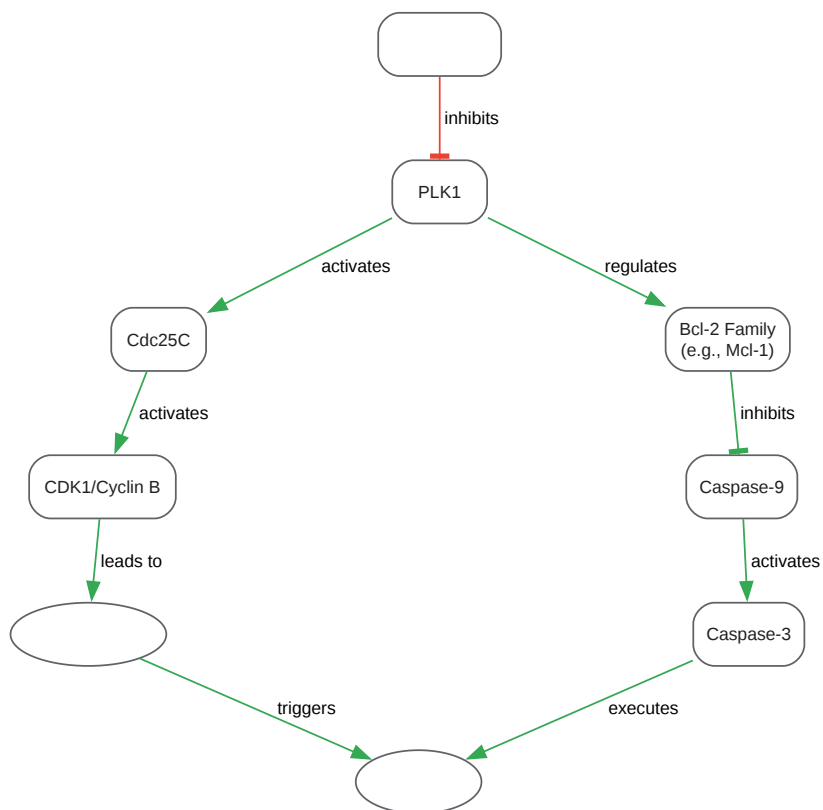 inhibits
PLK1
activates
regulates
Cdc25C
Bcl-2 Family
(e.g., Mcl-1)
activates
inhibits
CDK1/Cyclin B
Caspase-9
leads to
activates
Caspase-3
triggers
executes